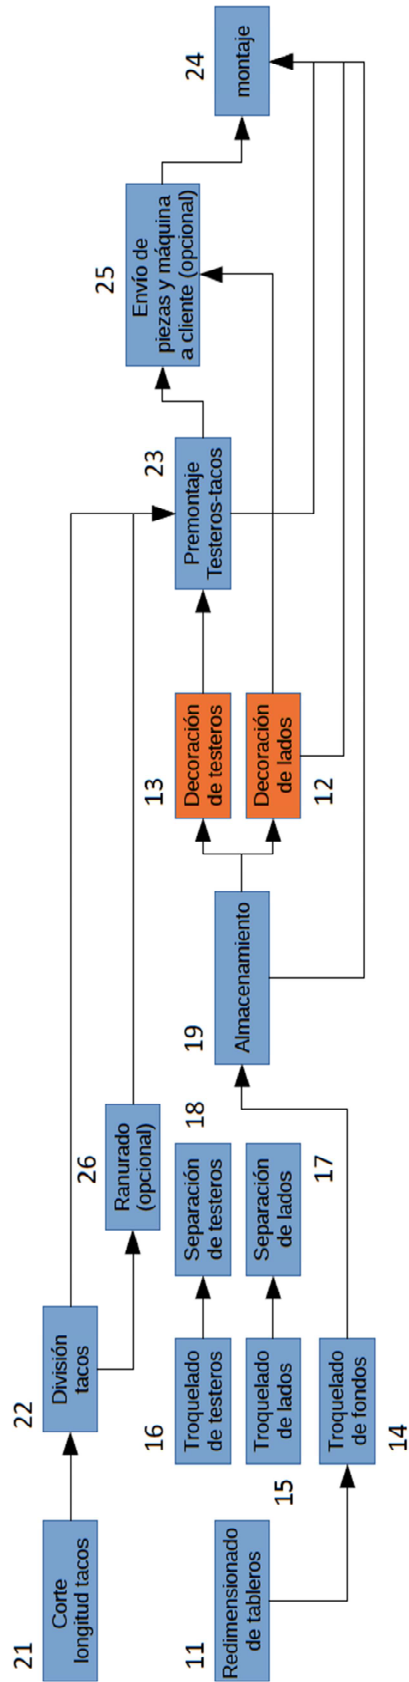 21
Corte
longitud tacos
22
División
tacos
26
Ranurado
(opcional)
11
Redimensionado
de tableros
16
Troquelado
de testeros
Troquelado
de lados
15
Troquelado
de fondos
14
18
Separación
de testeros
Separación
de lados
17
19
Almacenamiento
13
Decoración
de testeros
Decoración
de lados
12
23
Premontaje
Testeros-tacos
25
Envío de
piezas y máquina
a cliente (opcional)
24
montaje